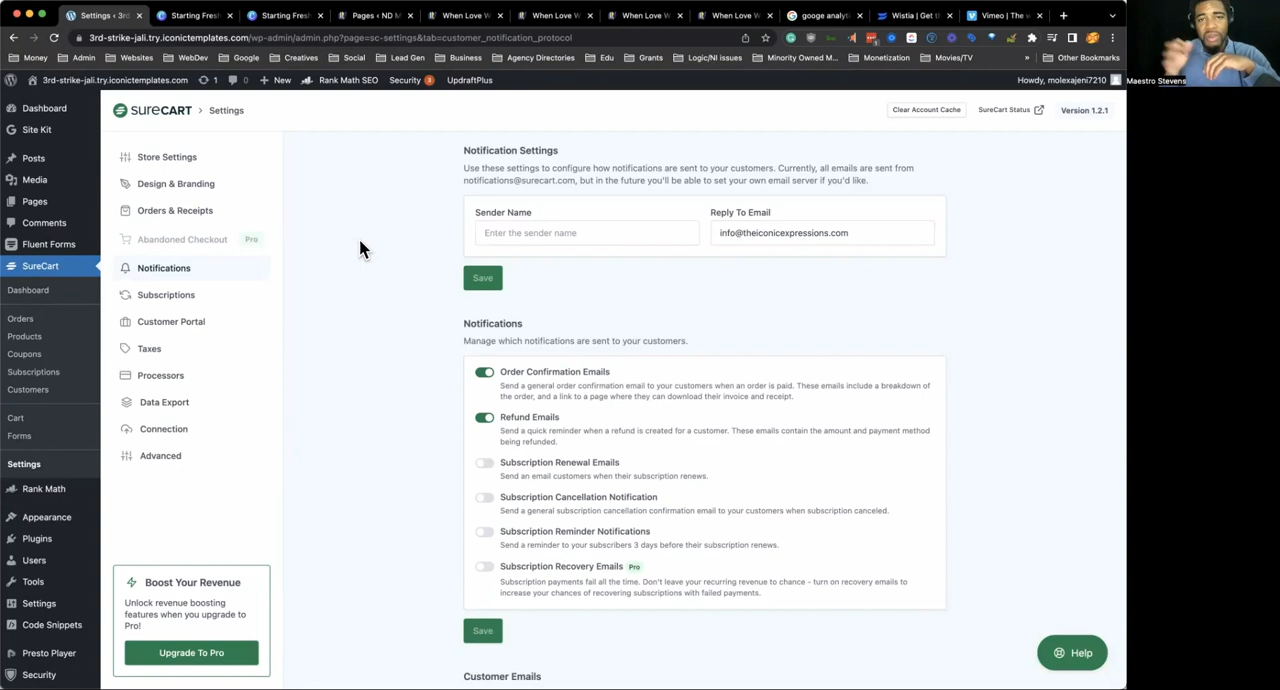 Settings ‹ 3rd
Starting Fresh
Starting Fresh
Pages ‹ ND M
When Love W
When Love W
When Love W
When Love W
googe analyti
Wistia | Get t
Vimeo | The w
3rd-strike-jali.try.iconictemplates.com/wp-admin/admin.php?page=sc-settings&tab=customer_notification_protocol
Money
Admin
Websites
WebDev
Google
Creatives
Social
Lead Gen
Business
Agency Directories
Edu
Grants
Logic/NI issues
Minority Owned M...
Monetization
Movies/TV
»
Other Bookmarks
3rd-strike-jali.try.iconictemplates.com
1
0
New
Rank Math SEO
Security 3
UpdraftPlus
Howdy, molexajeni7210
Maestro Stevens
Dashboard
Site Kit
Posts
Media
Pages
Comments
Fluent Forms
SureCart
Dashboard
Orders
Products
Coupons
Subscriptions
Customers
Cart
Forms
Settings
Rank Math
Appearance
Plugins
Users
Tools
Settings
Code Snippets
Presto Player
Security
SURECART > Settings
Clear Account Cache
SureCart Status
Version 1.2.1
Store Settings
Design & Branding
Orders & Receipts
Abandoned Checkout Pro
Notifications
Subscriptions
Customer Portal
Taxes
Processors
Data Export
Connection
Advanced
Boost Your Revenue
Unlock revenue boosting
features when you upgrade to
Pro!
Upgrade To Pro
Notification Settings
Use these settings to configure how notifications are sent to your customers. Currently, all emails are sent from
notifications@surecart.com, but in the future you'll be able to set your own email server if you'd like.
Sender Name
Enter the sender name
Reply To Email
info@theiconicexpressions.com
Save
Notifications
Manage which notifications are sent to your customers.
Order Confirmation Emails
Send a general order confirmation email to your customers when an order is paid. These emails include a breakdown of
the order, and a link to a page where they can download their invoice and receipt.
Refund Emails
Send a quick reminder when a refund is created for a customer. These emails contain the amount and payment method
being refunded.
Subscription Renewal Emails
Send an email customers when their subscription renews.
Subscription Cancellation Notification
Send a general subscription cancellation confirmation email to your customers when subscription canceled.
Subscription Reminder Notifications
Send a reminder to your subscribers 3 days before their subscription renews.
Subscription Recovery Emails Pro
Subscription payments fail all the time. Don't leave your recurring revenue to chance - turn on recovery emails to
increase your chances of recovering subscriptions with failed payments.
Save
Customer Emails
Help